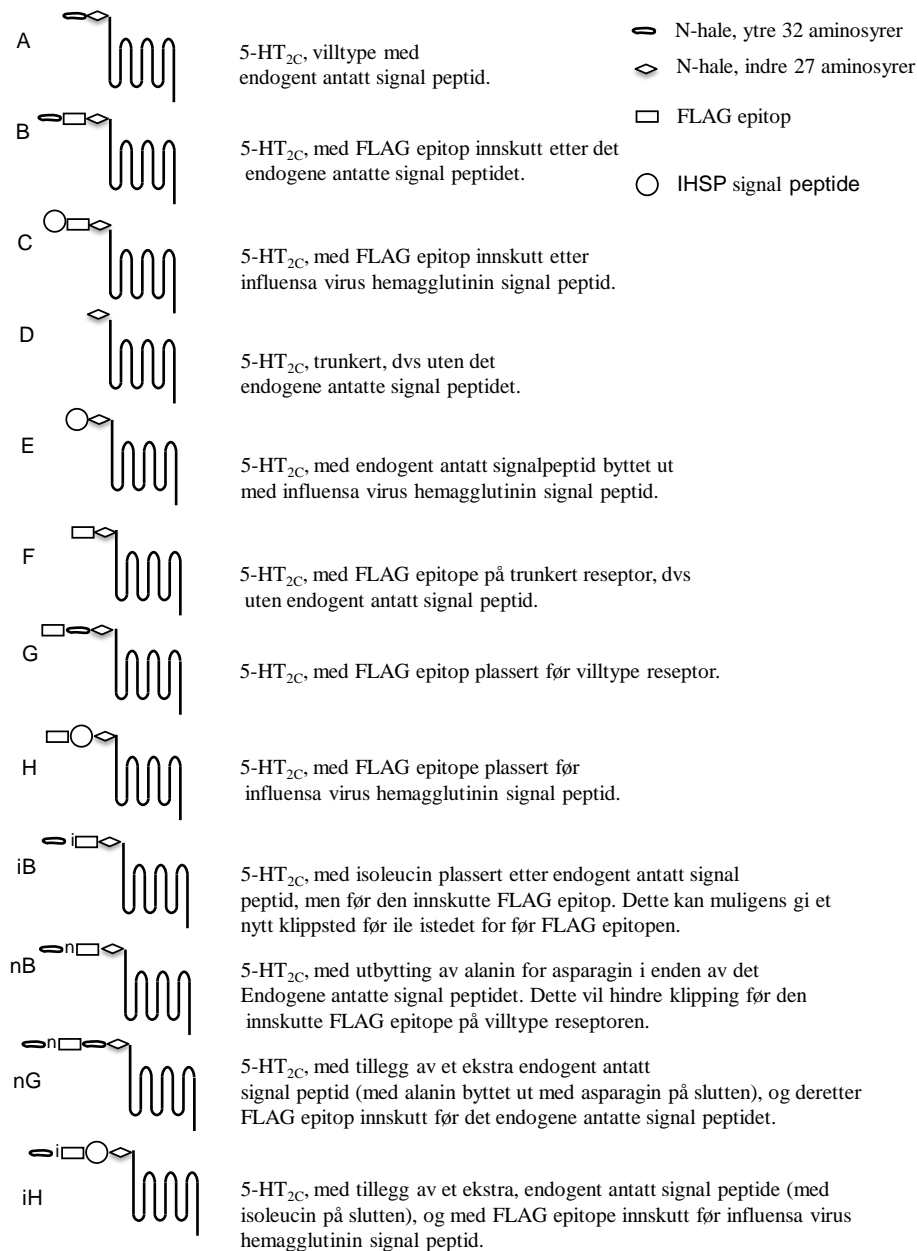 A
5-HT2C, villtype med
endogent antatt signal peptid.
N-hale, ytre 32 aminosyrer
N-hale, indre 27 aminosyrer
FLAG epitop
IHSP signal peptide
B
5-HT2C, med FLAG epitop innskutt etter det
endogene antatte signal peptidet.
C
5-HT2C, med FLAG epitop innskutt etter
influensa virus hemagglutinin signal peptid.
D
5-HT2C, trunkert, dvs uten det
endogene antatte signal peptidet.
E
5-HT2C, med endogent antatt signalpeptid byttet ut
med influensa virus hemagglutinin signal peptid.
F
5-HT2C, med FLAG epitope på trunkert reseptor, dvs
uten endogent antatt signal peptid.
G
5-HT2C, med FLAG epitop plassert før villtype reseptor.
H
5-HT2C, med FLAG epitope plassert før
influensa virus hemagglutinin signal peptid.
iB
i
5-HT2C, med isoleucin plassert etter endogent antatt signal
peptid, men før den innskutte FLAG epitop. Dette kan muligens gi et
nytt klippsted før ile istedet for før FLAG epitopen.
nB
n
5-HT2C, med utbytting av alanin for asparagin i enden av det
Endogene antatte signal peptidet. Dette vil hindre klipping før den
innskutte FLAG epitope på villtype reseptoren.
nG
n
5-HT2C, med tillegg av et ekstra endogent antatt
signal peptid (med alanin byttet ut med asparagin på slutten), og deretter
FLAG epitop innskutt før det endogene antatte signal peptidet.
iH
i
5-HT2C, med tillegg av et ekstra, endogent antatt signal peptide (med
isoleucin på slutten), og med FLAG epitope innskutt før influensa virus
hemagglutinin signal peptid.